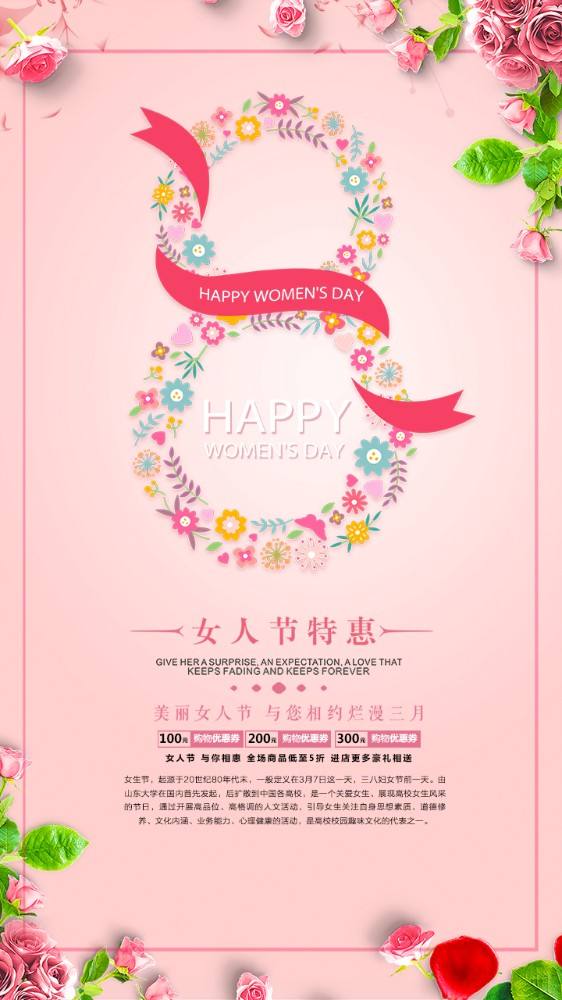 HAPPY WOMEN'S DAY
HAPPY
WOMEN'S DAY
女人节特惠
GIVE HER A SURPRISE, AN EXPECTATION, A LOVE THAT
KEEPS FADING AND KEEPS FOREVER
美丽女人节 与您相约烂漫三月
100元 购物优惠券 200元 购物优惠券 300元 购物优惠券
女人节 与你相惠 全场商品低至5折 进店更多豪礼相送
女生节，起源于20世纪80年代末，一般定义在3月7日这一天，三八妇女节前一天。由
山东大学在国内首先发起，后扩散到中国各高校，是一个关爱女生、展现高校女生风采
的节日，通过开展高品位、高格调的人文活动，引导女生关注自身思想素质、道德修
养、文化内涵、业务能力，心理健康的活动，是高校校园趣味文化的代表之一。